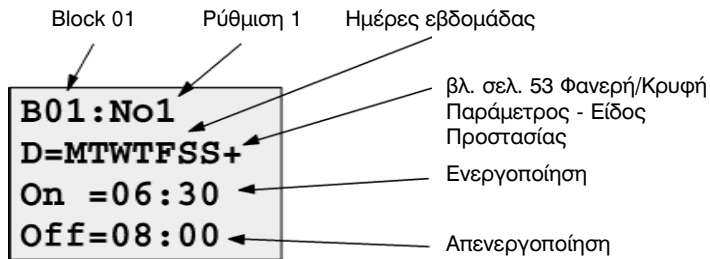 Block 01 Ρύθμιση 1 Ημέρες εβδομάδας
B01:No1
D=MTWTFSS+
On =06:30
Off=08:00
βλ. σελ. 53 Φανερή/Κρυφή
Παράμετρος - Είδος
Προστασίας
Ενεργοποίηση
Απενεργοποίηση